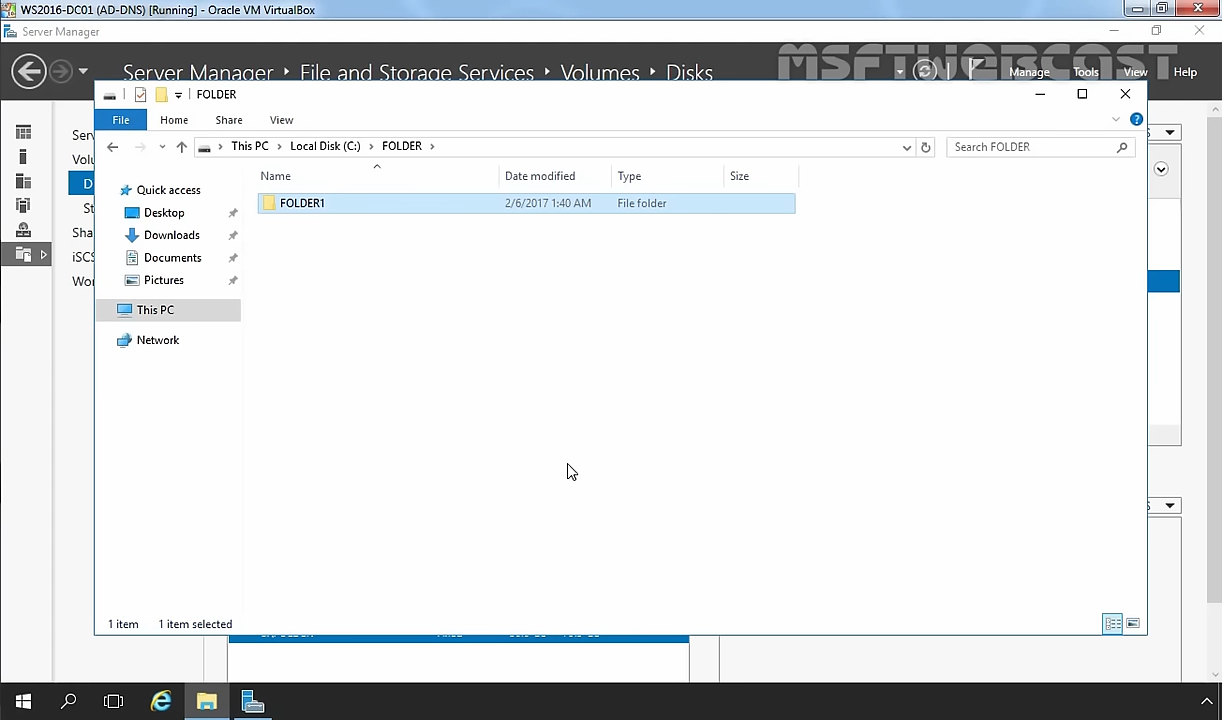 WS2016-DC01 (AD-DNS) [Running] - Oracle VM VirtualBox
Server Manager
MSFTWEBCAST
Server Manager ‣ File and Storage Services ‣ Volumes ‣ Disks
Manage Tools View Help
FOLDER
File Home Share View
This PC › Local Disk (C:) › FOLDER ›
Search FOLDER
Name Date modified Type Size
FOLDER1 2/6/2017 1:40 AM File folder
Quick access
Desktop
Downloads
Documents
Pictures
This PC
Network
1 item 1 item selected